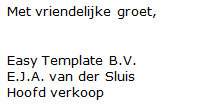 Met vriendelijke groet,
Easy Template B.V.
E.J.A. van der Sluis
Hoofd verkoop